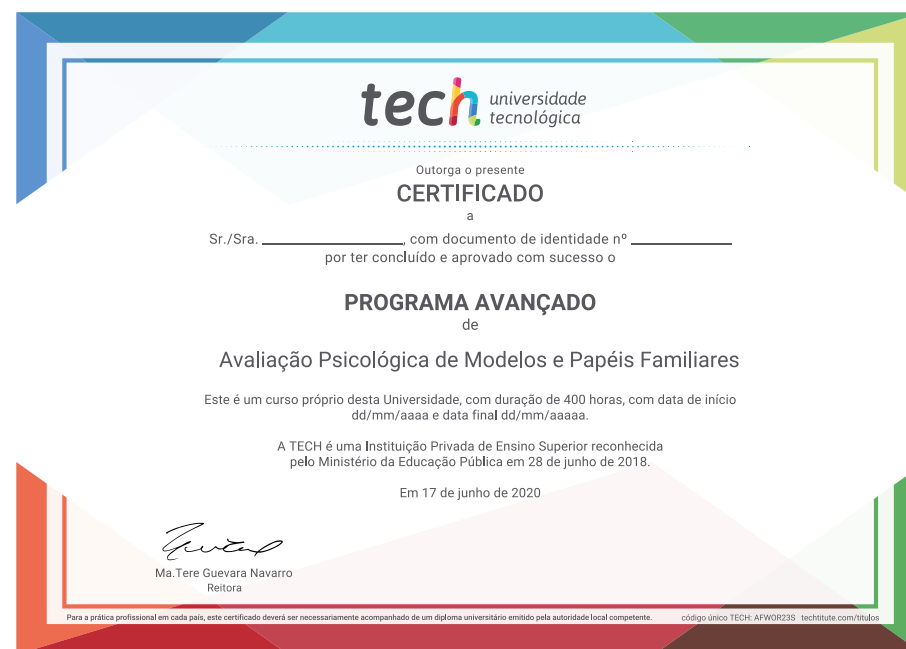 tech universidade
tecnológica
Outorga o presente
CERTIFICADO
a
Sr./Sra. ____________________, com documento de identidade nº ______________
por ter concluído e aprovado com sucesso o
PROGRAMA AVANÇADO
de
Avaliação Psicológica de Modelos e Papéis Familiares
Este é um curso próprio desta Universidade, com duração de 400 horas, com data de início
dd/mm/aaaa e data final dd/mm/aaaaa.
A TECH é uma Instituição Privada de Ensino Superior reconhecida
pelo Ministério da Educação Pública em 28 de junho de 2018.
Em 17 de junho de 2020
Ma.Tere Guevara Navarro
Reitora
Para a prática profissional em cada país, este certificado deverá ser necessariamente acompanhado de um diploma universitário emitido pela autoridade local competente. código único TECH: AFWOR23S techtitute.com/titulos